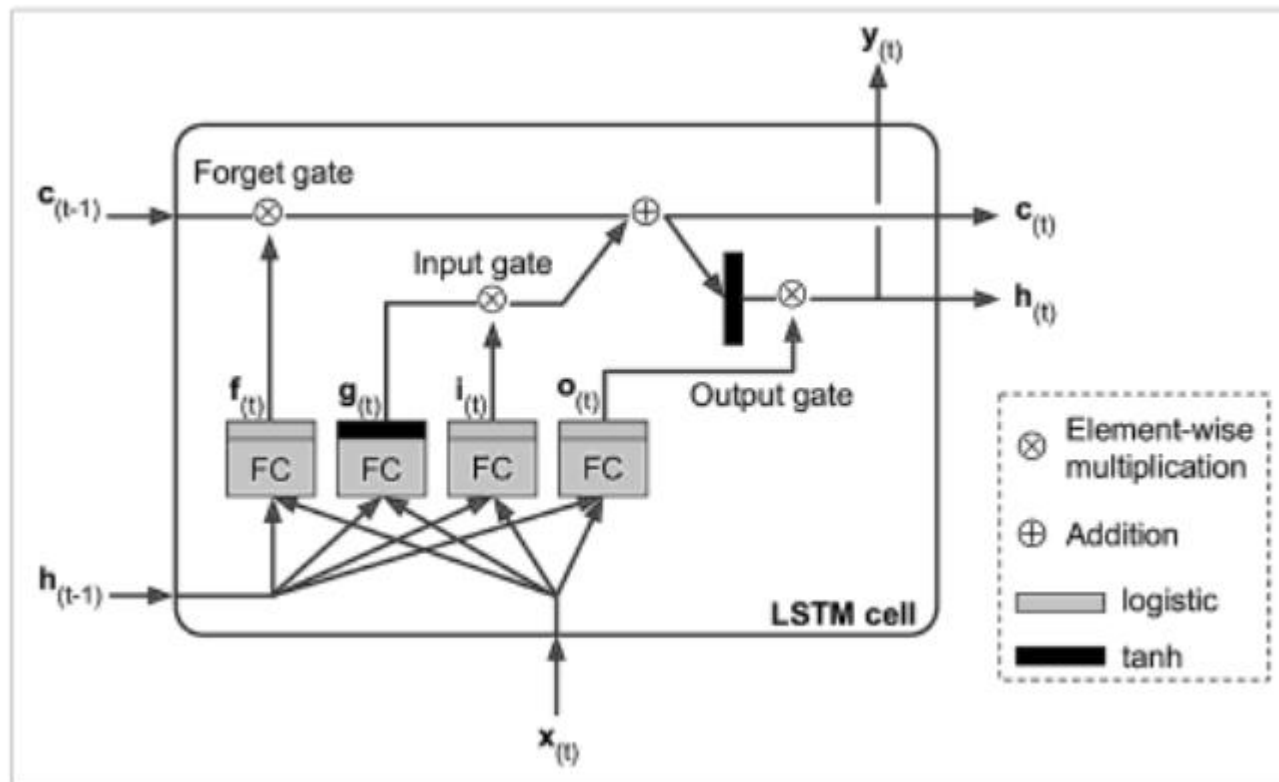 y(t)
Forget gate
c(t-1)
c(t)
Input gate
h(t)
f(t) g(t) i(t) o(t)
Output gate
FC FC FC FC
⊗ Element-wise
multiplication
⊕ Addition
h(t-1)
logistic
LSTM cell
tanh
x(t)